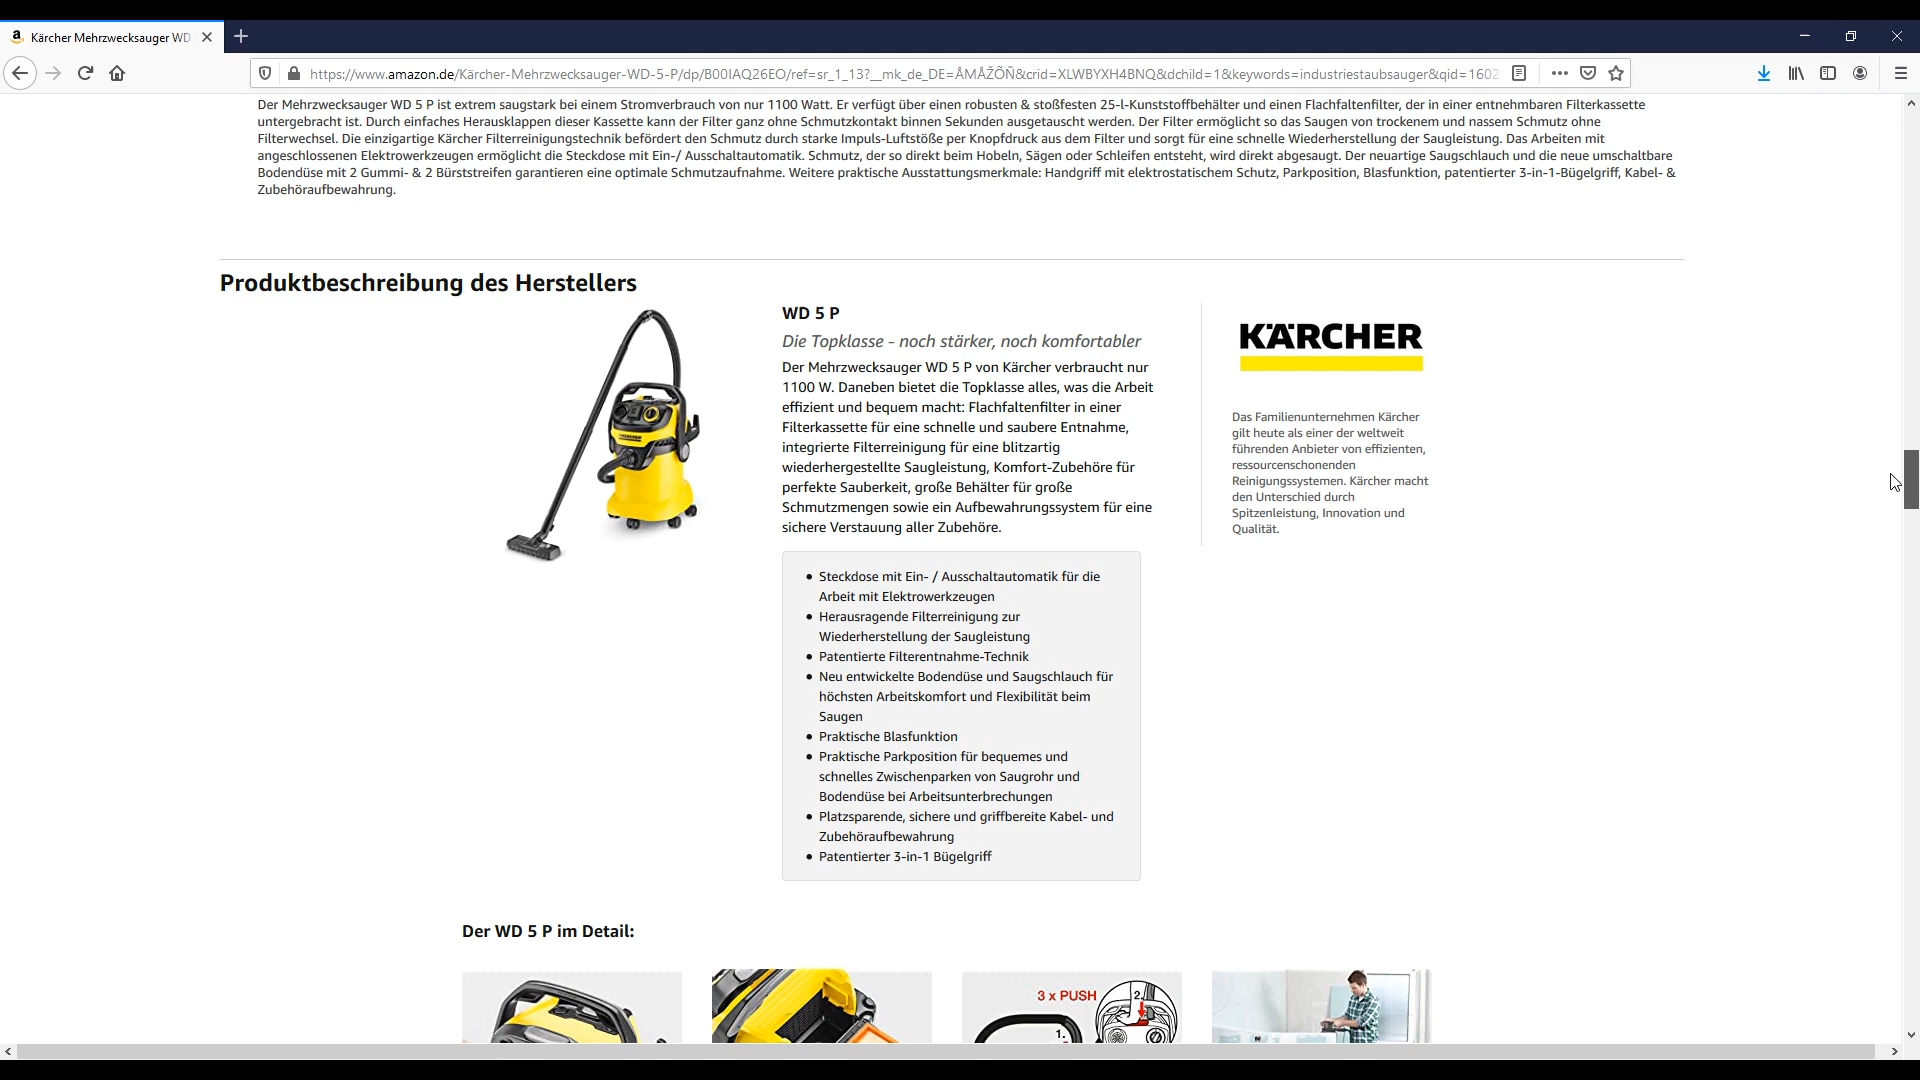 Kärcher Mehrzwecksauger WD
https://www.amazon.de/Kärcher-Mehrzwecksauger-WD-5-P/dp/B00IAQ26EO/ref=sr_1_13?__mk_de_DE=ÅMÅŽÕÑ&crid=XLWBYXH4BNQ&dchild=1&keywords=industriestaubsauger&qid=1602
Der Mehrzwecksauger WD 5 P ist extrem saugstark bei einem Stromverbrauch von nur 1100 Watt. Er verfügt über einen robusten & stoßfesten 25-l-Kunststoffbehälter und einen Flachfaltenfilter, der in einer entnehmbaren Filterkassette
untergebracht ist. Durch einfaches Herausklappen dieser Kassette kann der Filter ganz ohne Schmutzkontakt binnen Sekunden ausgetauscht werden. Der Filter ermöglicht so das Saugen von trockenem und nassem Schmutz ohne
Filterwechsel. Die einzigartige Kärcher Filterreinigungstechnik befördert den Schmutz durch starke Impuls-Luftstöße per Knopfdruck aus dem Filter und sorgt für eine schnelle Wiederherstellung der Saugleistung. Das Arbeiten mit
angeschlossenen Elektrowerkzeugen ermöglicht die Steckdose mit Ein-/ Ausschaltautomatik. Schmutz, der so direkt beim Hobeln, Sägen oder Schleifen entsteht, wird direkt abgesaugt. Der neuartige Saugschlauch und die neue umschaltbare
Bodendüse mit 2 Gummi- & 2 Bürststreifen garantieren eine optimale Schmutzaufnahme. Weitere praktische Ausstattungsmerkmale: Handgriff mit elektrostatischem Schutz, Parkposition, Blasfunktion, patentierter 3-in-1-Bügelgriff, Kabel- &
Zubehöraufbewahrung.
Produktbeschreibung des Herstellers
WD 5 P
Die Topklasse - noch stärker, noch komfortabler
Der Mehrzwecksauger WD 5 P von Kärcher verbraucht nur
1100 W. Daneben bietet die Topklasse alles, was die Arbeit
effizient und bequem macht: Flachfaltenfilter in einer
Filterkassette für eine schnelle und saubere Entnahme,
integrierte Filterreinigung für eine blitzartig
wiederhergestellte Saugleistung, Komfort-Zubehöre für
perfekte Sauberkeit, große Behälter für große
Schmutzmengen sowie ein Aufbewahrungssystem für eine
sichere Verstauung aller Zubehöre.
• Steckdose mit Ein- / Ausschaltautomatik für die
Arbeit mit Elektrowerkzeugen
• Herausragende Filterreinigung zur
Wiederherstellung der Saugleistung
• Patentierte Filterentnahme-Technik
• Neu entwickelte Bodendüse und Saugschlauch für
höchsten Arbeitskomfort und Flexibilität beim
Saugen
• Praktische Blasfunktion
• Praktische Parkposition für bequemes und
schnelles Zwischenparken von Saugrohr und
Bodendüse bei Arbeitsunterbrechungen
• Platzsparende, sichere und griffbereite Kabel- und
Zubehöraufbewahrung
• Patentierter 3-in-1 Bügelgriff
KÄRCHER
Das Familienunternehmen Kärcher
gilt heute als einer der weltweit
führenden Anbieter von effizienten,
ressourcenschonenden
Reinigungssystemen. Kärcher macht
den Unterschied durch
Spitzenleistung, Innovation und
Qualität.
Der WD 5 P im Detail:
3 x PUSH
2.
1.